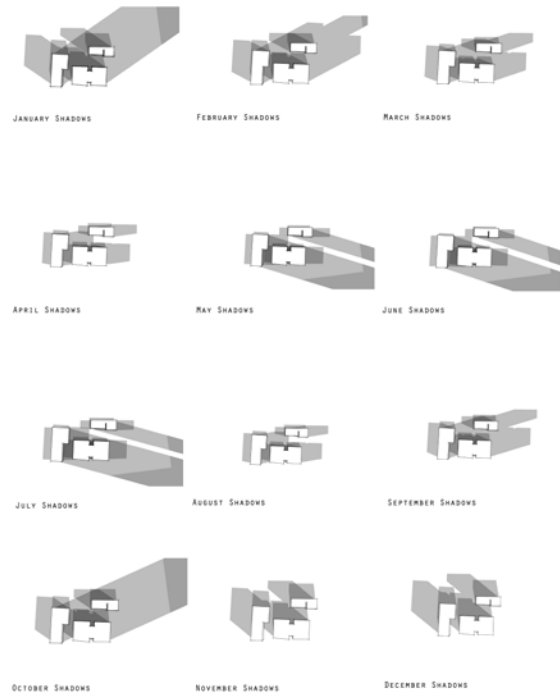 January Shadows
February Shadows
March Shadows
April Shadows
May Shadows
June Shadows
July Shadows
August Shadows
September Shadows
October Shadows
November Shadows
December Shadows